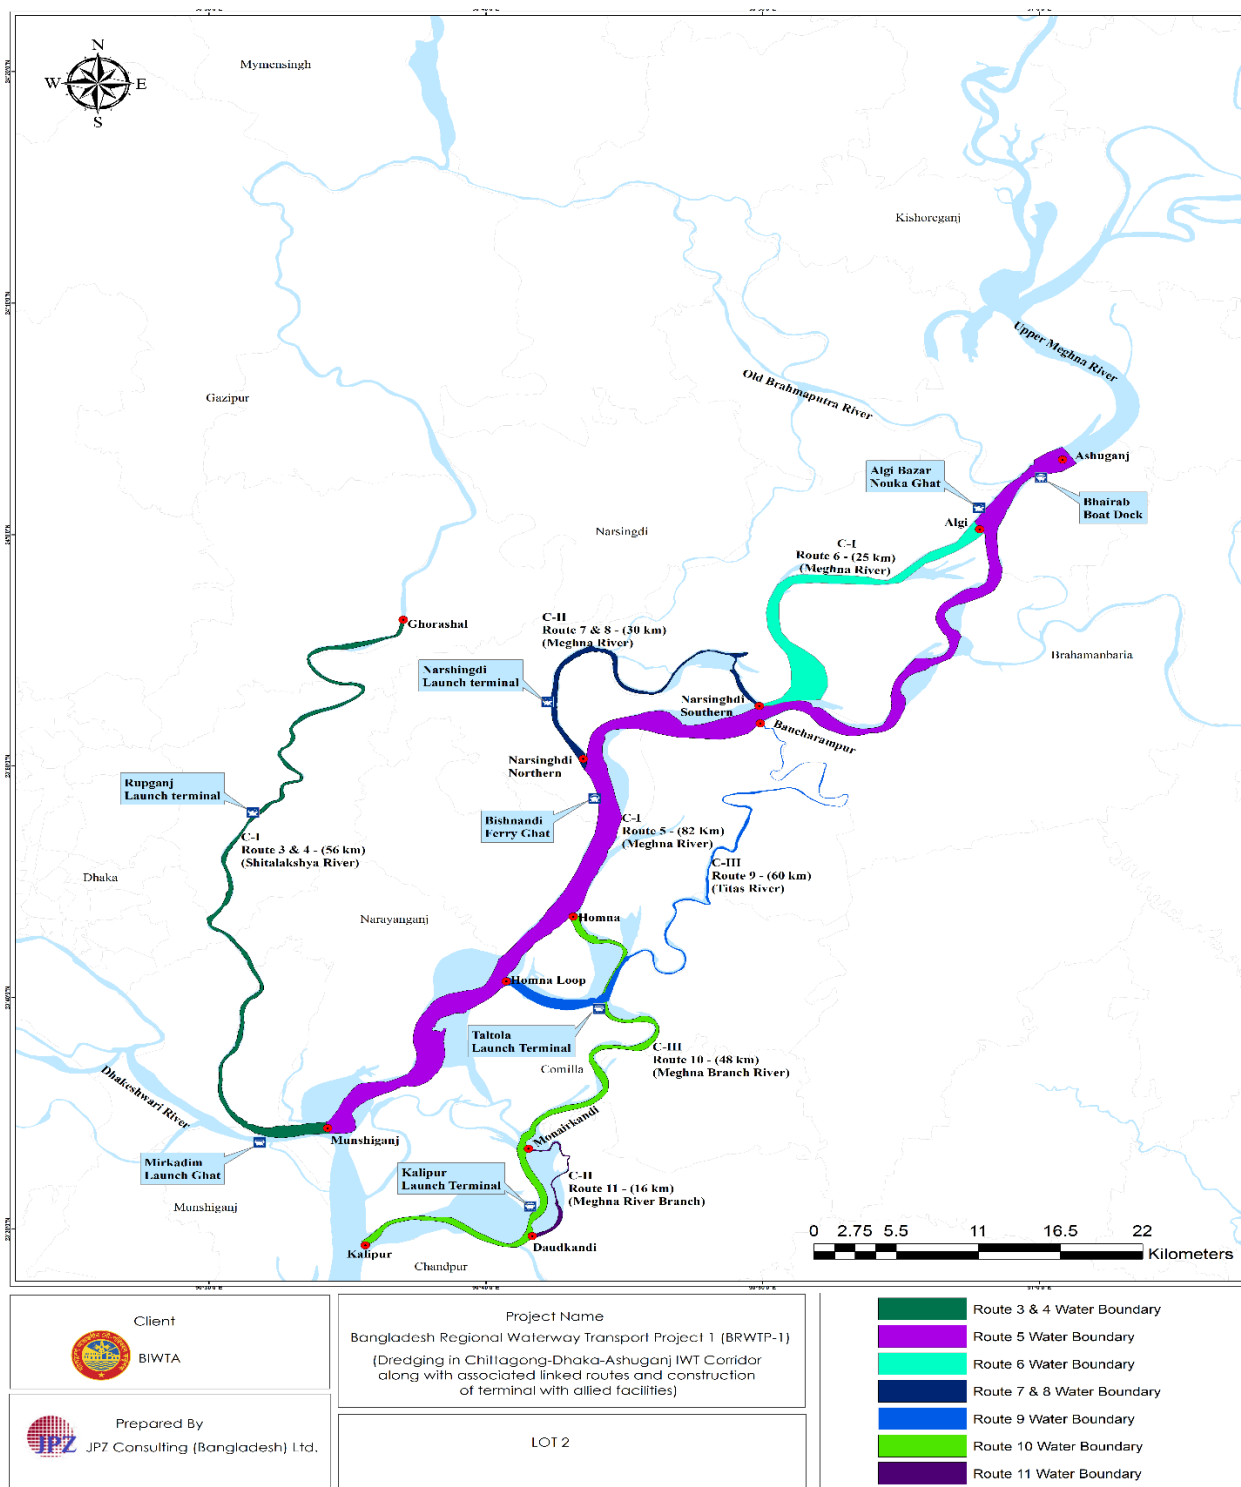 N
W
E
S
Mymensingh
Kishoreganj
Upper Meghna River
Old Brahmaputra River
Gazipur
Ashuganj
Algi Bazar
Nouka Ghat
Bhairab
Boat Dock
Algi
Narsingdi
C-I
Route 6 - (25 km)
(Meghna River)
Ghorashal
C-II
Route 7 & 8 - (30 km)
(Meghna River)
Brahamanbaria
Narshingdi
Launch terminal
Narsinghdi
Southern
Bancharampur
Narsinghdi
Northern
Rupganj
Launch terminal
Bishnandi
Ferry Ghat
C-I
Route 5 - (82 Km)
(Meghna River)
C-I
Route 3 & 4 - (56 km)
(Shitalakshya River)
C-III
Route 9 - (60 km)
(Titas River)
Dhaka
Narayanganj
Homna
Homna Loop
Taltola
Launch Terminal
C-III
Route 10 - (48 km)
(Meghna Branch River)
Comilla
Dhakeshwari River
Munshiganj
Monairkandi
Mirkadim
Launch Ghat
Kalipur
Launch Terminal
C-II
Route 11 - (16 km)
(Meghna River Branch)
Munshiganj
Kalipur
Daudkandi
Chandpur
0 2.75 5.5 11 16.5 22
Kilometers
Client
BIWTA
Prepared By
JPZ
JPZ Consulting (Bangladesh) Ltd.
Project Name
Bangladesh Regional Waterway Transport Project 1 (BRWTP-1)
(Dredging in Chittagong-Dhaka-Ashuganj IWT Corridor
along with associated linked routes and construction
of terminal with allied facilities)
LOT 2
Route 3 & 4 Water Boundary
Route 5 Water Boundary
Route 6 Water Boundary
Route 7 & 8 Water Boundary
Route 9 Water Boundary
Route 10 Water Boundary
Route 11 Water Boundary